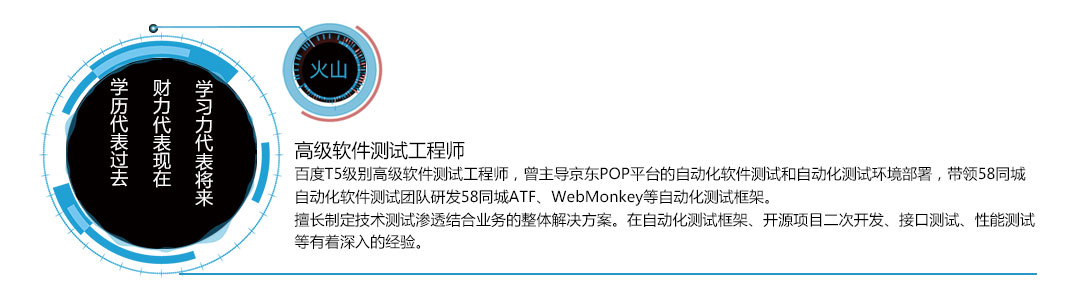 火山
学历代表过去
财力代表现在
学习力代表将来
高级软件测试工程师
百度T5级别高级软件测试工程师，曾主导京东POP平台的自动化软件测试和自动化测试环境部署，带领58同城
自动化软件测试团队研发58同城ATF、WebMonkey等自动化测试框架。
擅长制定技术测试渗透结合业务的整体解决方案。在自动化测试框架、开源项目二次开发、接口测试、性能测试
等有着深入的经验。